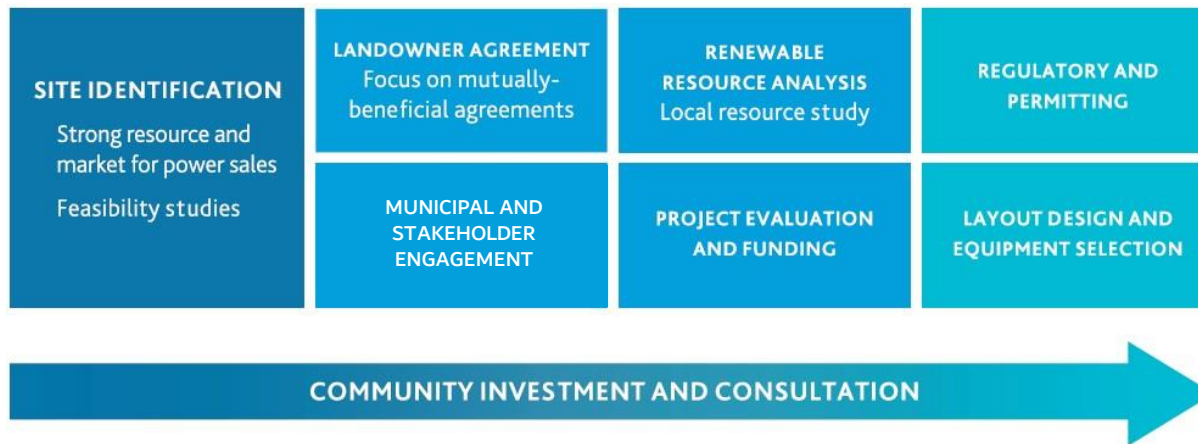 SITE IDENTIFICATION
Strong resource and
market for power sales
Feasibility studies
LANDOWNER AGREEMENT
Focus on mutually-
beneficial agreements
MUNICIPAL AND
STAKEHOLDER
ENGAGEMENT
RENEWABLE
RESOURCE ANALYSIS
Local resource study
PROJECT EVALUATION
AND FUNDING
REGULATORY AND
PERMITTING
LAYOUT DESIGN AND
EQUIPMENT SELECTION
COMMUNITY INVESTMENT AND CONSULTATION